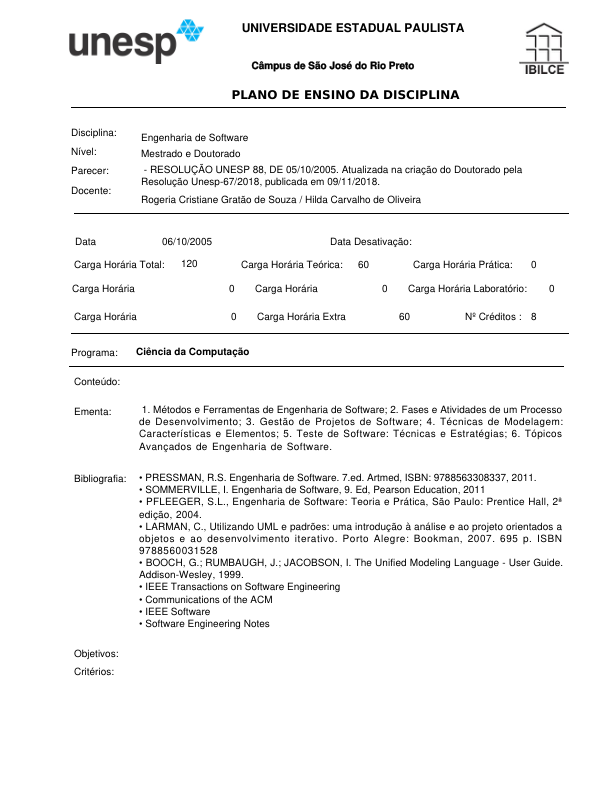 unesp
UNIVERSIDADE ESTADUAL PAULISTA
Câmpus de São José do Rio Preto
IBILCE
PLANO DE ENSINO DA DISCIPLINA
Disciplina: Engenharia de Software
Nível: Mestrado e Doutorado
Parecer: - RESOLUÇÃO UNESP 88, DE 05/10/2005. Atualizada na criação do Doutorado pela
Resolução Unesp-67/2018, publicada em 09/11/2018.
Docente: Rogeria Cristiane Gratão de Souza / Hilda Carvalho de Oliveira
Data 06/10/2005 Data Desativação:
Carga Horária Total: 120 Carga Horária Teórica: 60 Carga Horária Prática: 0
Carga Horária 0 Carga Horária 0 Carga Horária Laboratório: 0
Carga Horária 0 Carga Horária Extra 60 Nº Créditos : 8
Programa: Ciência da Computação
Conteúdo:
Ementa: 1. Métodos e Ferramentas de Engenharia de Software; 2. Fases e Atividades de um Processo
de Desenvolvimento; 3. Gestão de Projetos de Software; 4. Técnicas de Modelagem:
Características e Elementos; 5. Teste de Software: Técnicas e Estratégias; 6. Tópicos
Avançados de Engenharia de Software.
Bibliografia: • PRESSMAN, R.S. Engenharia de Software. 7.ed. Artmed, ISBN: 9788563308337, 2011.
• SOMMERVILLE, I. Engenharia de Software, 9. Ed, Pearson Education, 2011
• PFLEEGER, S.L., Engenharia de Software: Teoria e Prática, São Paulo: Prentice Hall, 2ª
edição, 2004.
• LARMAN, C., Utilizando UML e padrões: uma introdução à análise e ao projeto orientados a
objetos e ao desenvolvimento iterativo. Porto Alegre: Bookman, 2007. 695 p. ISBN
9788560031528
• BOOCH, G.; RUMBAUGH, J.; JACOBSON, I. The Unified Modeling Language - User Guide.
Addison-Wesley, 1999.
• IEEE Transactions on Software Engineering
• Communications of the ACM
• IEEE Software
• Software Engineering Notes
Objetivos:
Critérios: